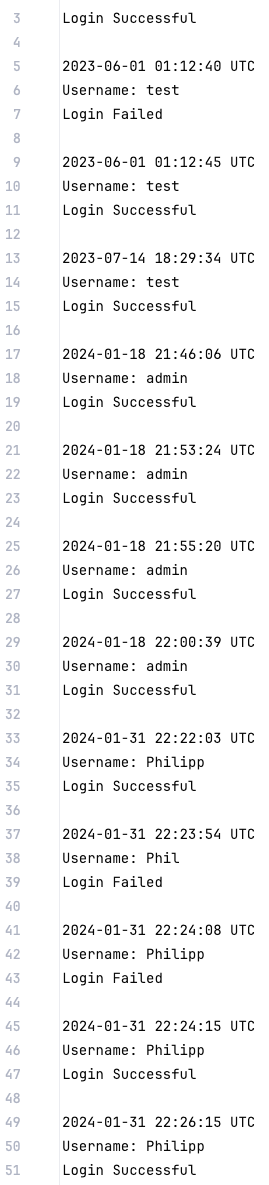 3 Login Successful
4
5 2023-06-01 01:12:40 UTC
6 Username: test
7 Login Failed
8
9 2023-06-01 01:12:45 UTC
10 Username: test
11 Login Successful
12
13 2023-07-14 18:29:34 UTC
14 Username: test
15 Login Successful
16
17 2024-01-18 21:46:06 UTC
18 Username: admin
19 Login Successful
20
21 2024-01-18 21:53:24 UTC
22 Username: admin
23 Login Successful
24
25 2024-01-18 21:55:20 UTC
26 Username: admin
27 Login Successful
28
29 2024-01-18 22:00:39 UTC
30 Username: admin
31 Login Successful
32
33 2024-01-31 22:22:03 UTC
34 Username: Philipp
35 Login Successful
36
37 2024-01-31 22:23:54 UTC
38 Username: Phil
39 Login Failed
40
41 2024-01-31 22:24:08 UTC
42 Username: Philipp
43 Login Failed
44
45 2024-01-31 22:24:15 UTC
46 Username: Philipp
47 Login Successful
48
49 2024-01-31 22:26:15 UTC
50 Username: Philipp
51 Login Successful